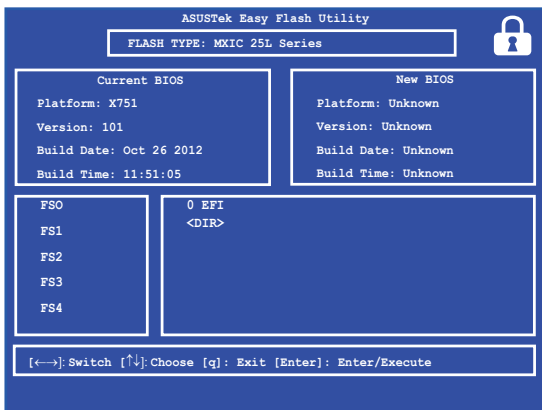 ASUSTek Easy Flash Utility
FLASH TYPE: MXIC 25L Series
Current BIOS
Platform: X751
Version: 101
Build Date: Oct 26 2012
Build Time: 11:51:05
New BIOS
Platform: Unknown
Version: Unknown
Build Date: Unknown
Build Time: Unknown
FSO
FS1
FS2
FS3
FS4
0 EFI
<DIR>
[←→]: Switch [↑↓]: Choose [q]: Exit [Enter]: Enter/Execute